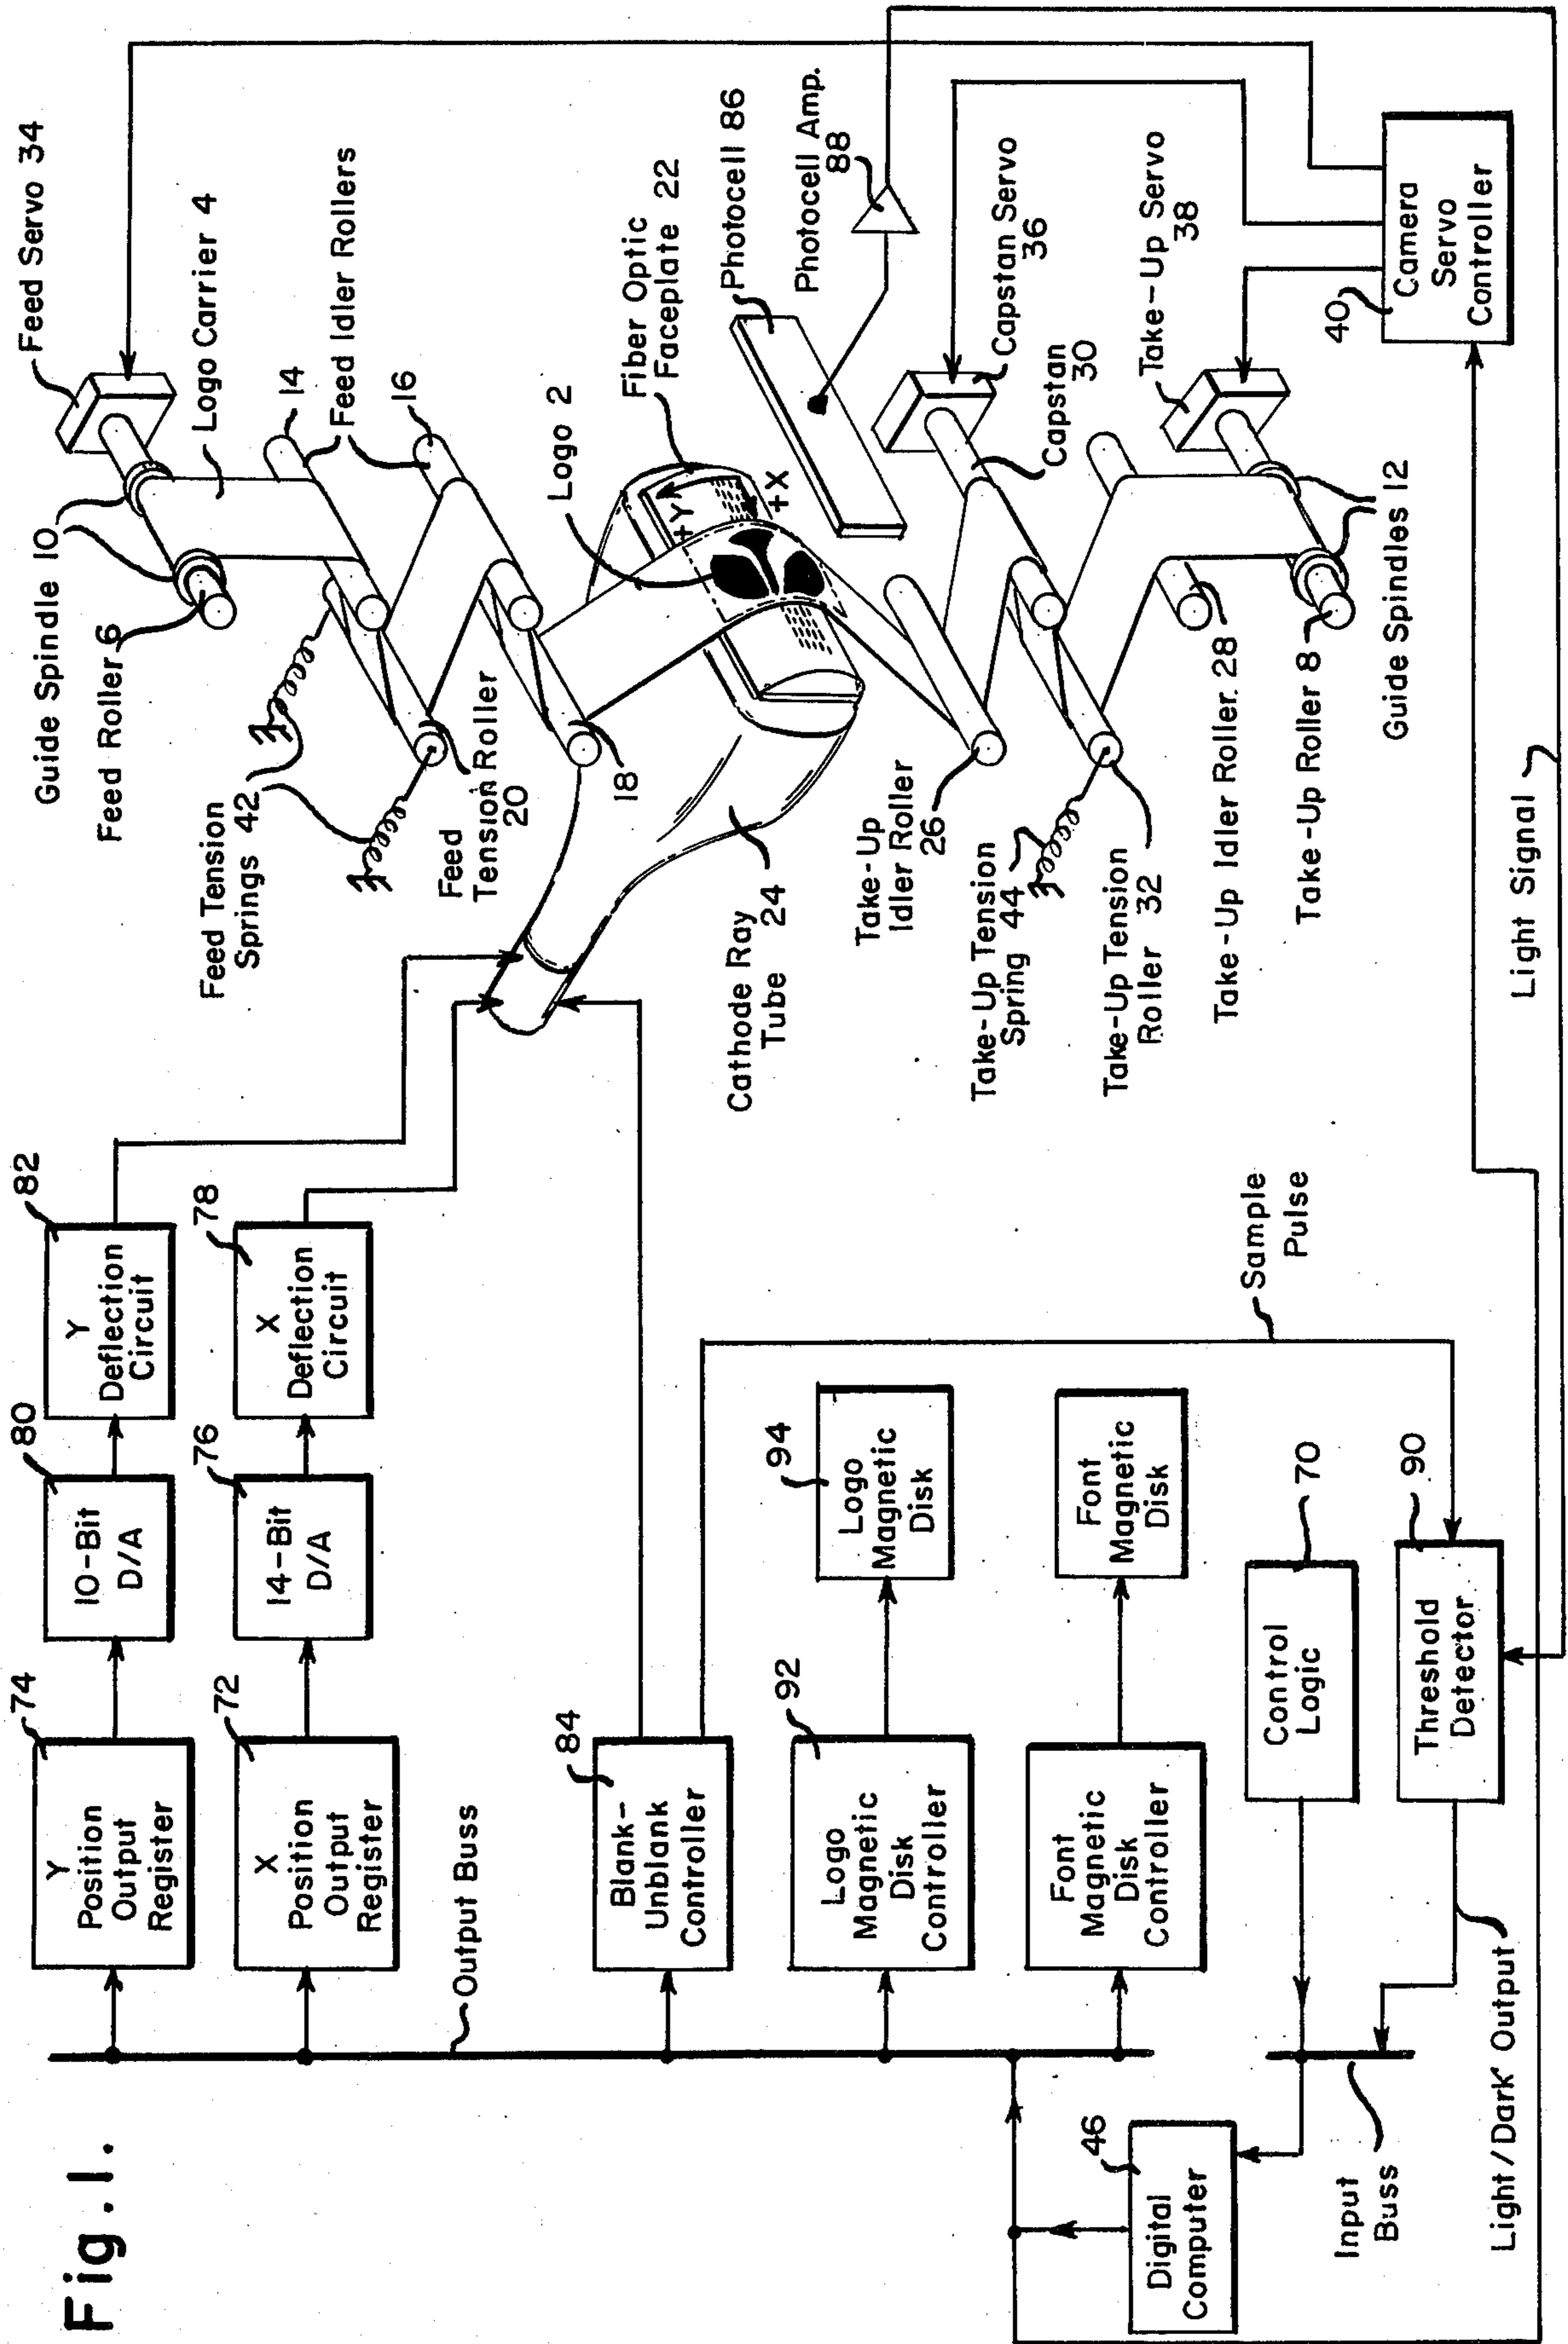 Fig.1.
Y
Position
Output
Register
74
10-Bit
D/A
80
Y
Deflection
Circuit
82
X
Position
Output
Register
72
14-Bit
D/A
76
X
Deflection
Circuit
78
Output Buss
Blank-
Unblank
Controller
84
Logo
Magnetic
Disk
Controller
92
Logo
Magnetic
Disk
94
Font
Magnetic
Disk
Controller
Font
Magnetic
Disk
Control
Logic
70
Threshold
Detector
90
Sample
Pulse
Digital
Computer
46
Input
Buss
Light/Dark Output
Guide Spindle 10
Feed Roller 6
Feed Servo 34
Logo Carrier 4
14
Feed Idler Rollers
16
Feed Tension
Springs 42
Feed
Tension Roller
20
18
Logo 2
+Y
+X
Fiber Optic
Faceplate 22
Photocell 86
Photocell Amp.
88
Cathode Ray
Tube 24
Take-Up
Idler Roller
26
Capstan Servo
36
Capstan
30
Take-Up Tension
Spring 44
Take-Up Tension
Roller 32
Take-Up Servo
38
Take-Up Idler Roller 28
Take-Up Roller 8
Guide Spindles 12
40
Camera
Servo
Controller
Light Signal